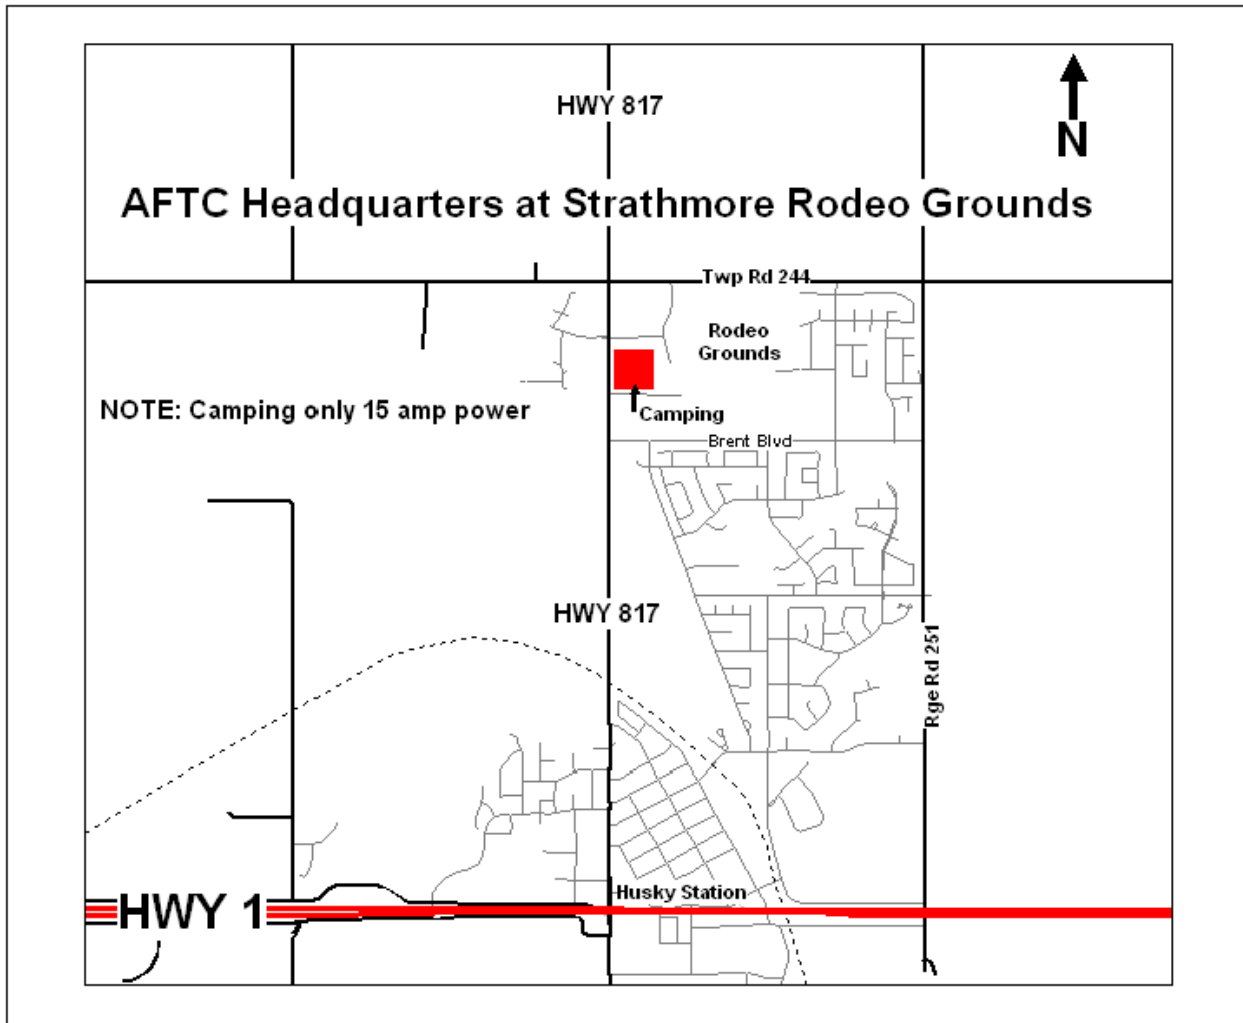 HWY 817
N
AFTC Headquarters at Strathmore Rodeo Grounds
Twp Rd 244
Rodeo
Grounds
NOTE: Camping only 15 amp power
Camping
Brent Blvd
HWY 817
Rge Rd 251
Husky Station
HWY 1